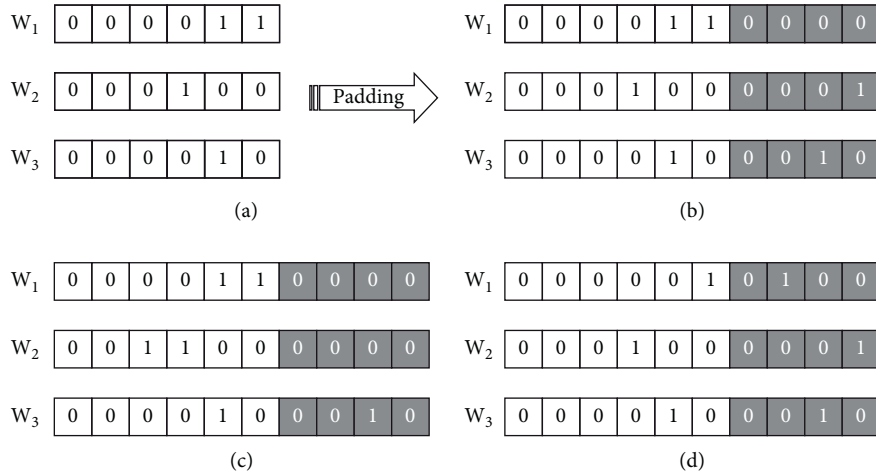 W1 0 0 0 0 1 1
W2 0 0 0 1 0 0
W3 0 0 0 0 1 0
(a)
Padding
W1 0 0 0 0 1 1 0 0 0 0
W2 0 0 0 1 0 0 0 0 0 1
W3 0 0 0 0 1 0 0 0 1 0
(b)
W1 0 0 0 0 1 1 0 0 0 0
W2 0 0 1 1 0 0 0 0 0 0
W3 0 0 0 0 1 0 0 0 1 0
(c)
W1 0 0 0 0 0 1 0 1 0 0
W2 0 0 0 1 0 0 0 0 0 1
W3 0 0 0 0 1 0 0 0 1 0
(d)